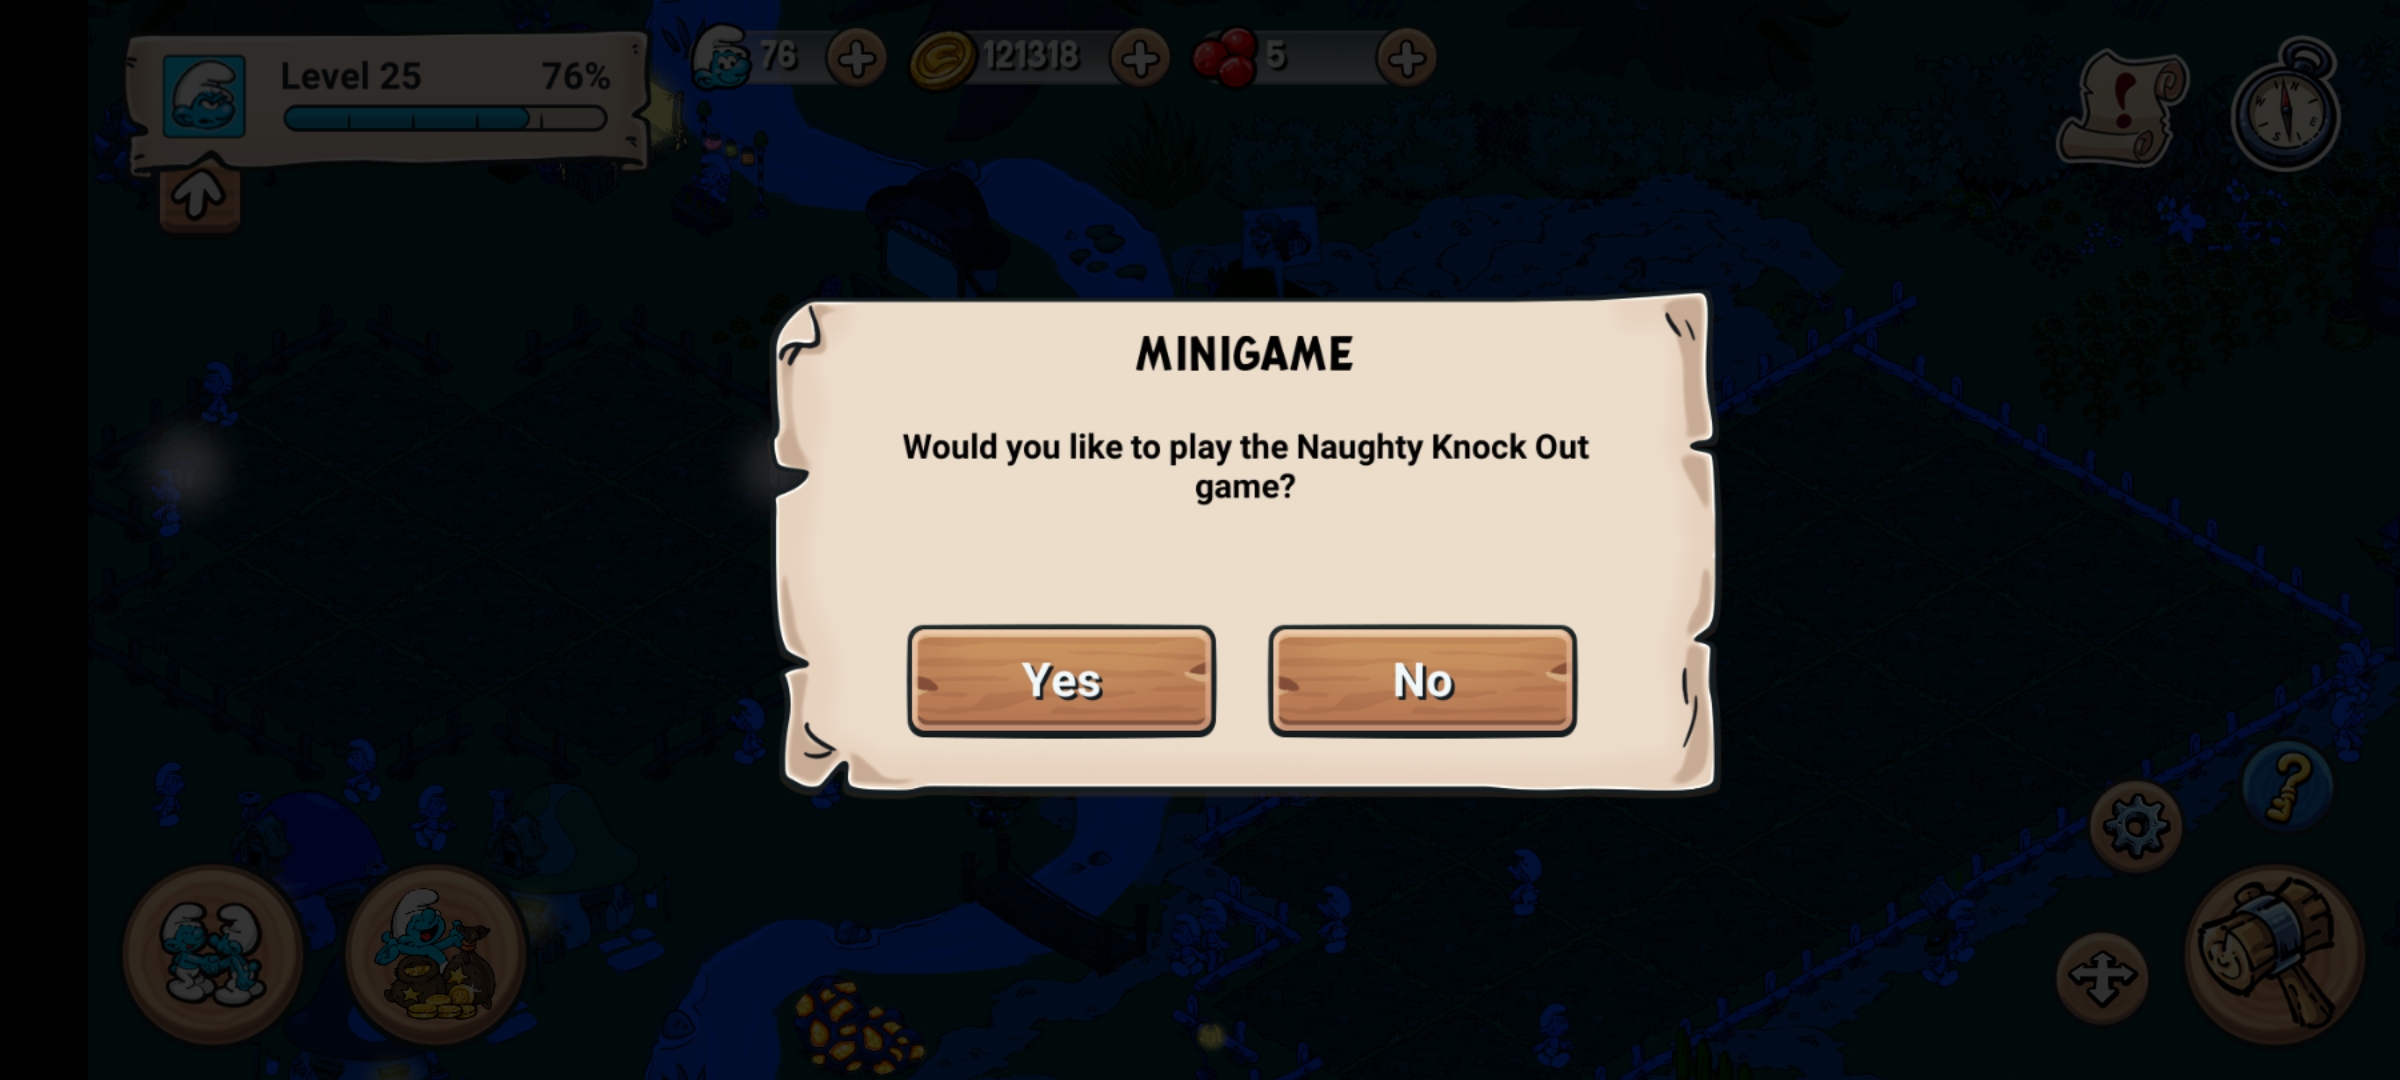 Level 25 76%
76
121318
5
MINIGAME
Would you like to play the Naughty Knock Out
game?
Yes
No